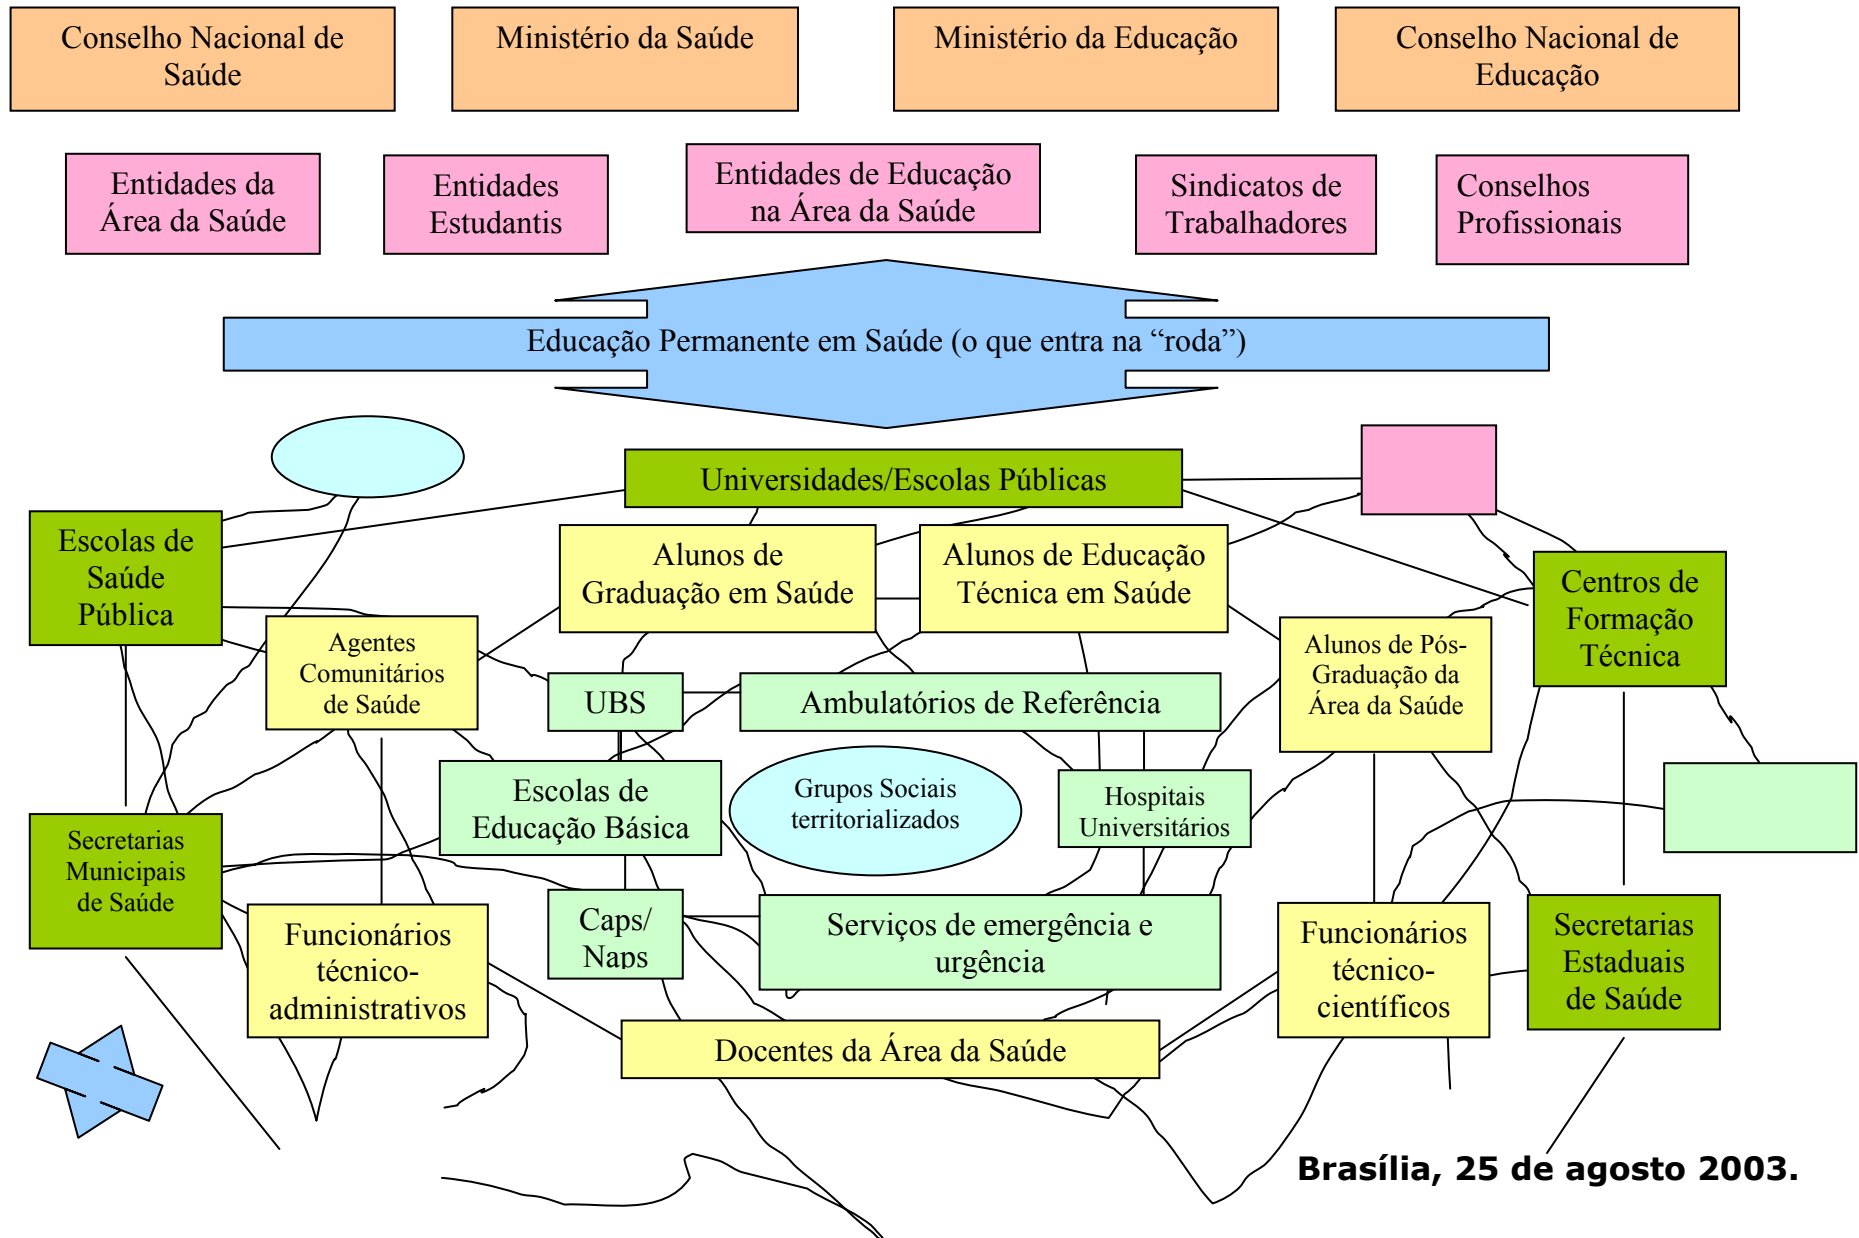 Conselho Nacional de
Saúde
Ministério da Saúde
Ministério da Educação
Conselho Nacional de
Educação
Entidades da
Área da Saúde
Entidades
Estudantis
Entidades de Educação
na Área da Saúde
Sindicatos de
Trabalhadores
Conselhos
Profissionais
Educação Permanente em Saúde (o que entra na “roda”)
Universidades/Escolas Públicas
Escolas de
Saúde
Pública
Alunos de
Graduação em Saúde
Alunos de Educação
Técnica em Saúde
Centros de
Formação
Técnica
Agentes
Comunitários
de Saúde
Alunos de Pós-
Graduação da
Área da Saúde
UBS
Ambulatórios de Referência
Escolas de
Educação Básica
Grupos Sociais
territorializados
Hospitais
Universitários
Secretarias
Municipais
de Saúde
Funcionários
técnico-
administrativos
Caps/
Naps
Serviços de emergência e
urgência
Funcionários
técnico-
científicos
Secretarias
Estaduais
de Saúde
Docentes da Área da Saúde
Brasília, 25 de agosto 2003.